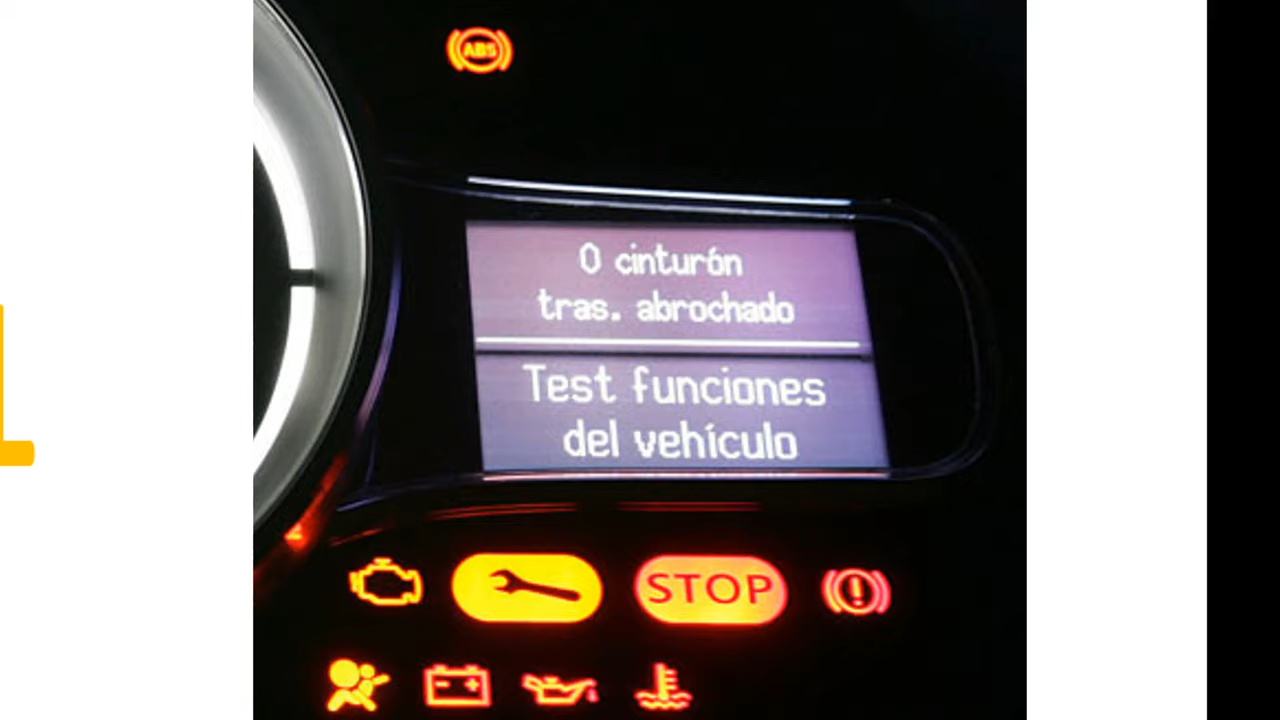 ABS
0 cinturón
tras. abrochado
Test funciones
del vehículo
STOP